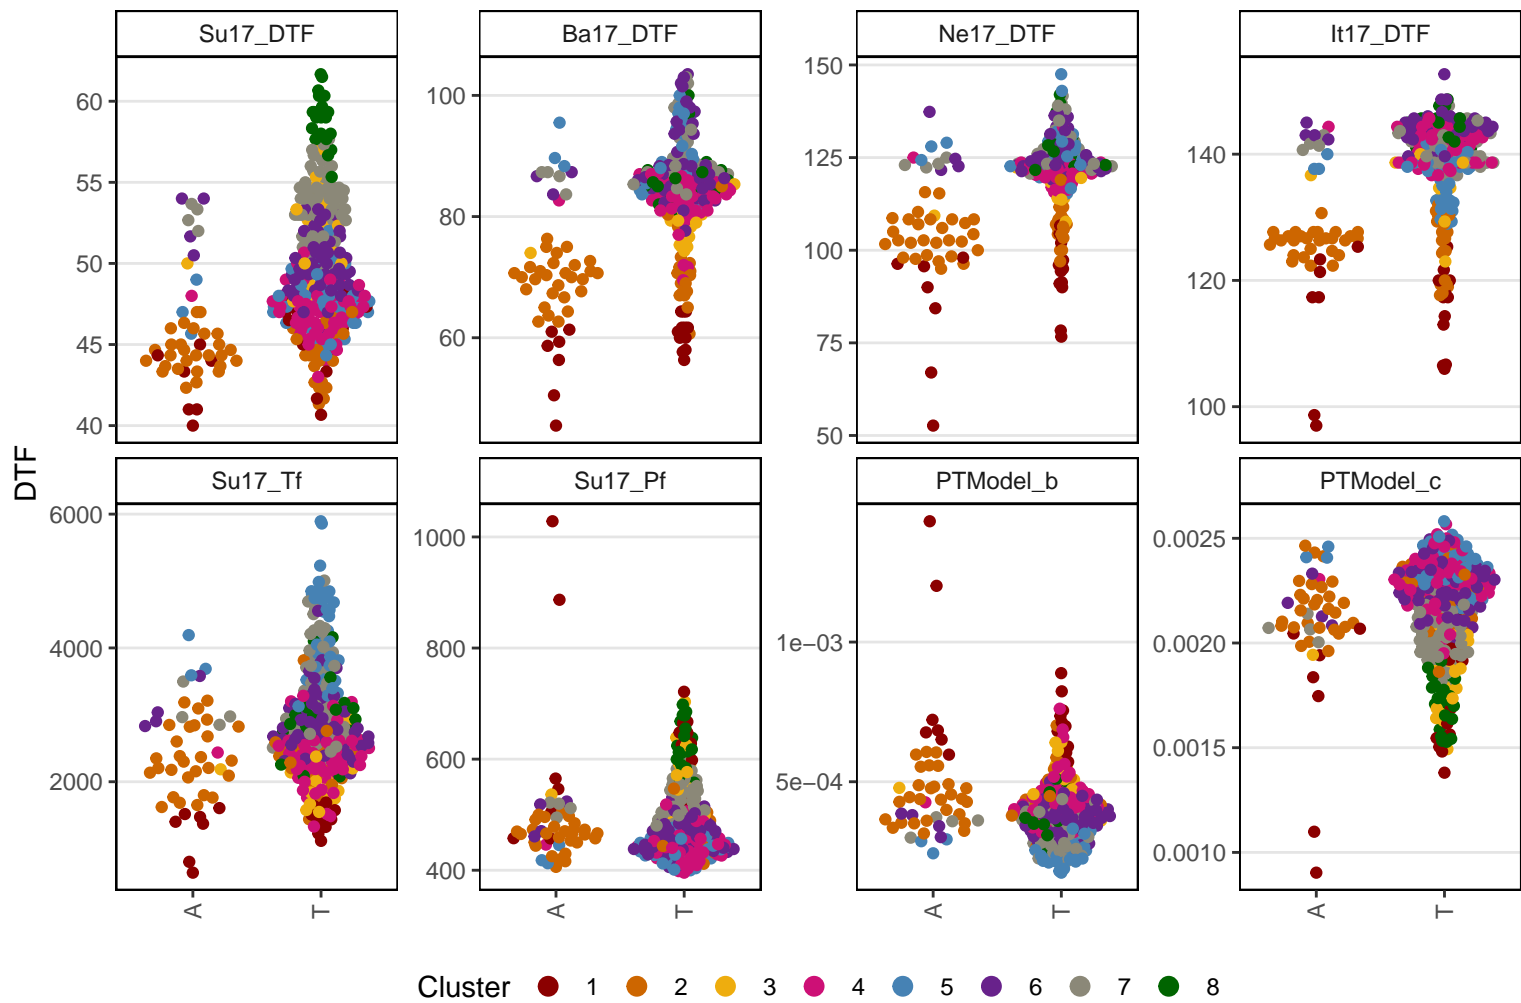 Su17_DTF
Ba17_DTF
Ne17_DTF
It17_DTF
60
55
50
45
40
100
80
60
150
125
100
75
50
140
120
100
DTF
Su17_Tf
Su17_Pf
PTModel_b
PTModel_c
6000
4000
2000
1000
800
600
400
1e−03
5e−04
0.0025
0.0020
0.0015
0.0010
A
T
A
T
A
T
A
T
Cluster 1 2 3 4 5 6 7 8